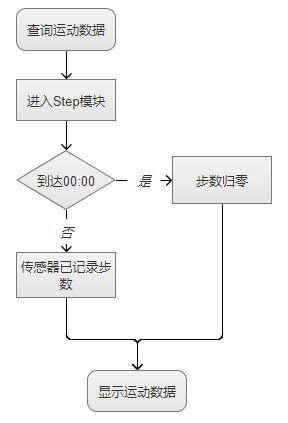 查询运动数据
进入Step模块
到达00:00
是
步数归零
否
传感器已记录步
数
显示运动数据